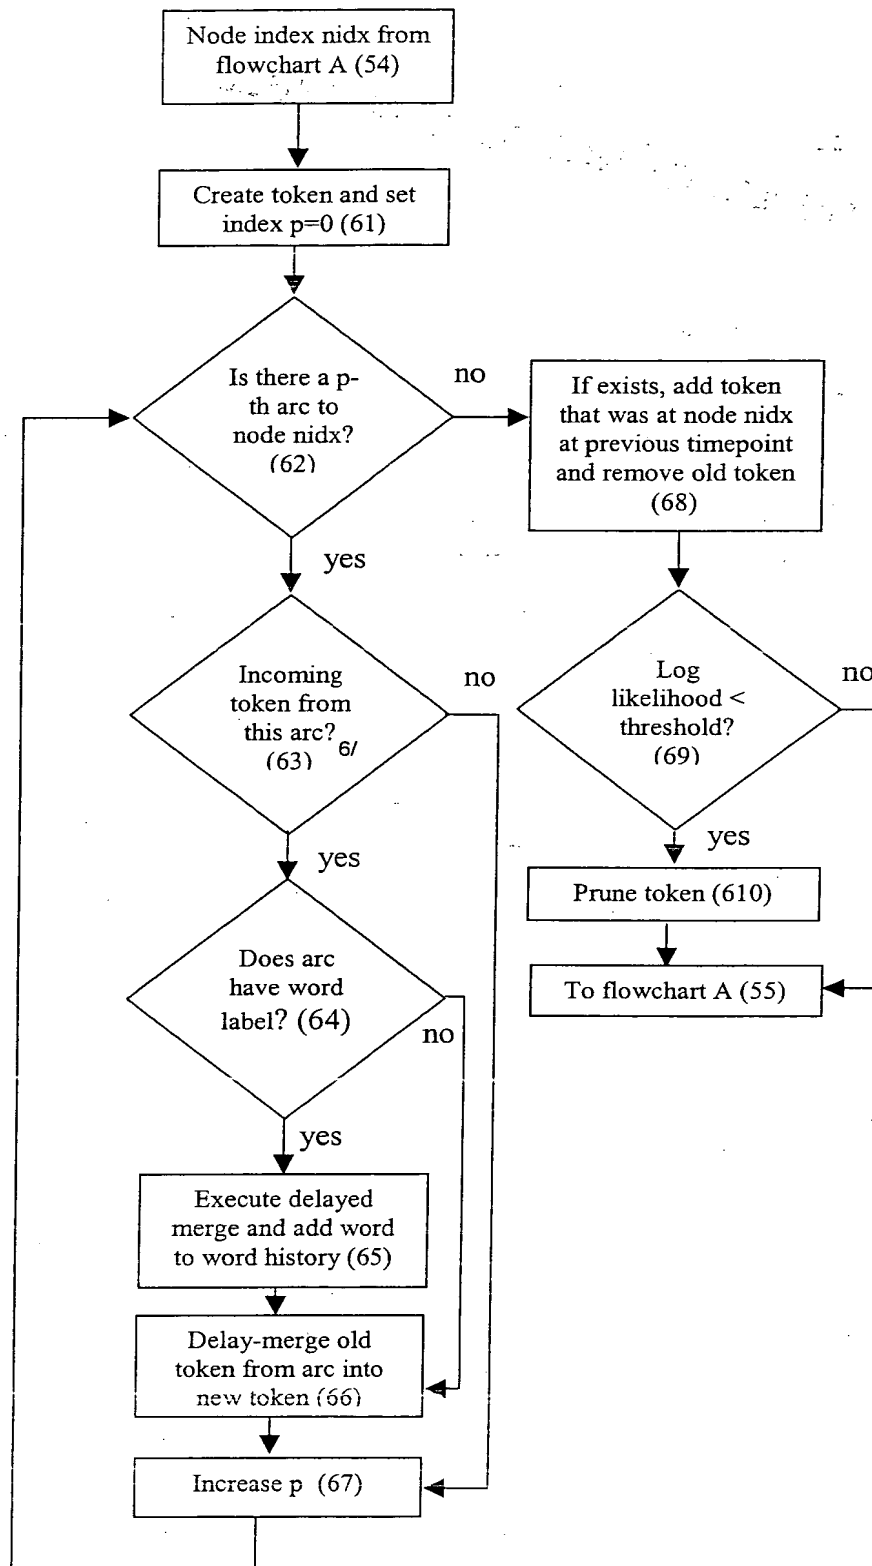 Node index nidx from
flowchart A (54)
Create token and set
index p=0 (61)
Is there a p-
th arc to
node nidx?
(62)
no
If exists, add token
that was at node nidx
at previous timepoint
and remove old token
(68)
yes
Incoming
token from
this arc?
(63) 6/
no
Log
likelihood <
threshold?
(69)
no
yes
yes
Prune token (610)
Does arc
have word
label? (64)
no
To flowchart A (55)
yes
Execute delayed
merge and add word
to word history (65)
Delay-merge old
token from arc into
new token (66)
Increase p (67)